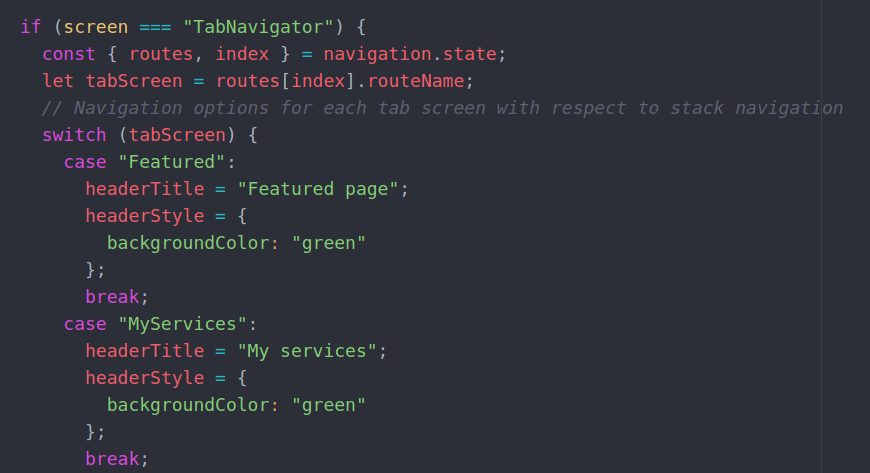 if (screen === "TabNavigator") {
  const { routes, index } = navigation.state;
  let tabScreen = routes[index].routeName;
  // Navigation options for each tab screen with respect to stack navigation
  switch (tabScreen) {
    case "Featured":
      headerTitle = "Featured page";
      headerStyle = {
        backgroundColor: "green"
      };
      break;
    case "MyServices":
      headerTitle = "My services";
      headerStyle = {
        backgroundColor: "green"
      };
      break;